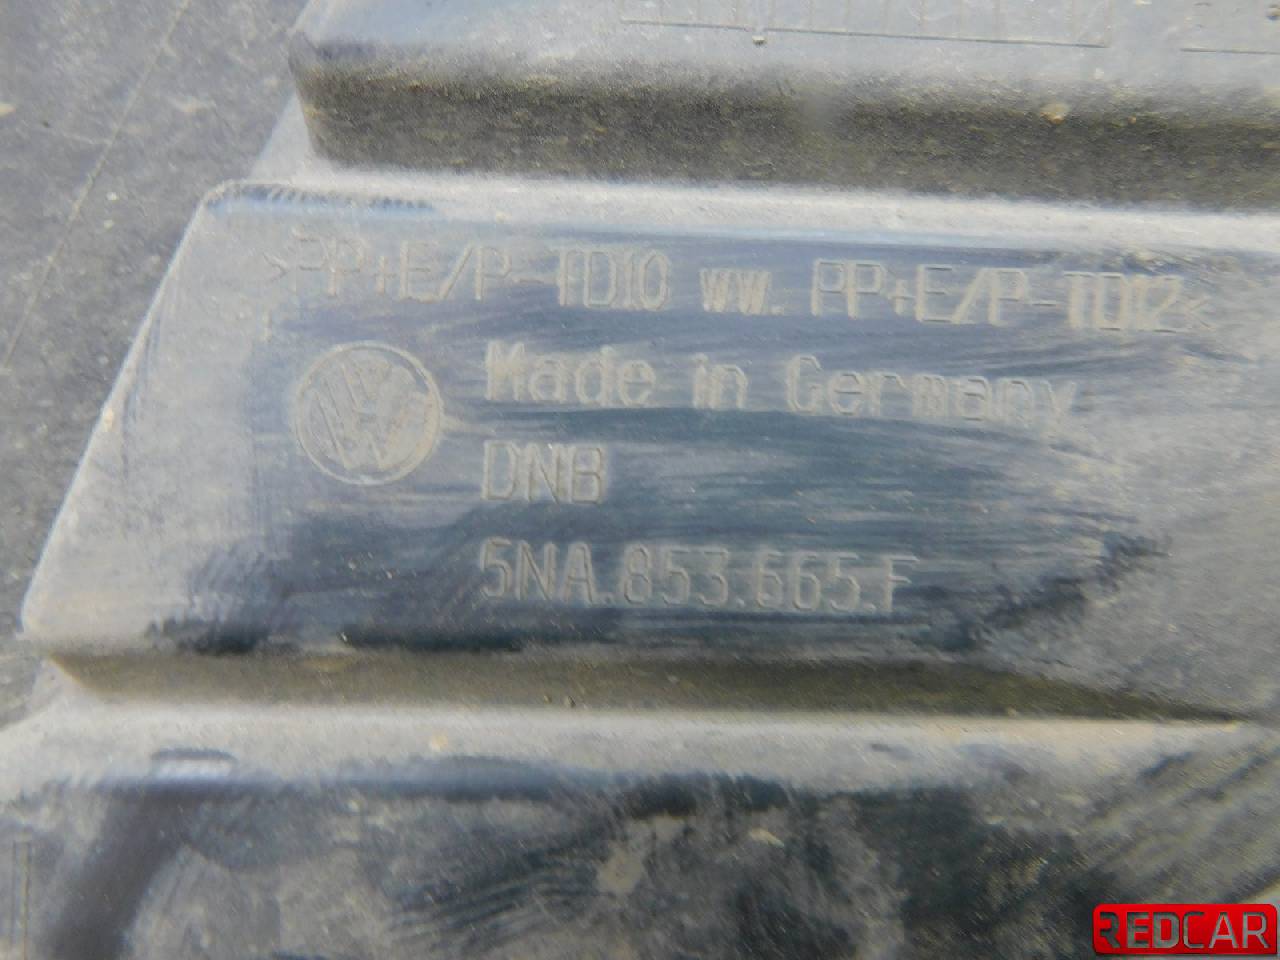 >PP+E/P-TD10 WW. PP+E/P-TD12<
Made in Germany
DNB
5NA.853.665.F
REDCAR